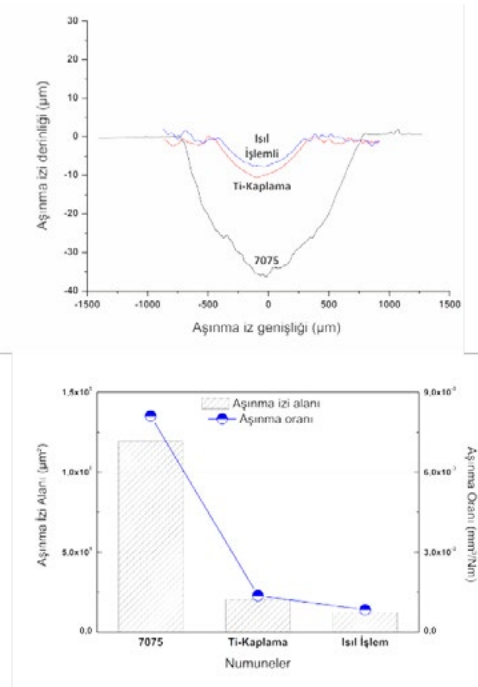 30
20
10
0
-10
-20
-30
-40
Aşınma izi derinliği (µm)
Isıl
İşlemli
Ti-Kaplama
7075
-1500 -1000 -500 0 500 1000 1500
Aşınma iz genişliği (µm)
Aşınma izi alanı
Aşınma oranı
Aşınma İzi Alanı (µm²)
0,0 0,0
7075 Ti-Kaplama Isıl İşlem
Numuneler
Aşınma Oranı (mm³/Nm)